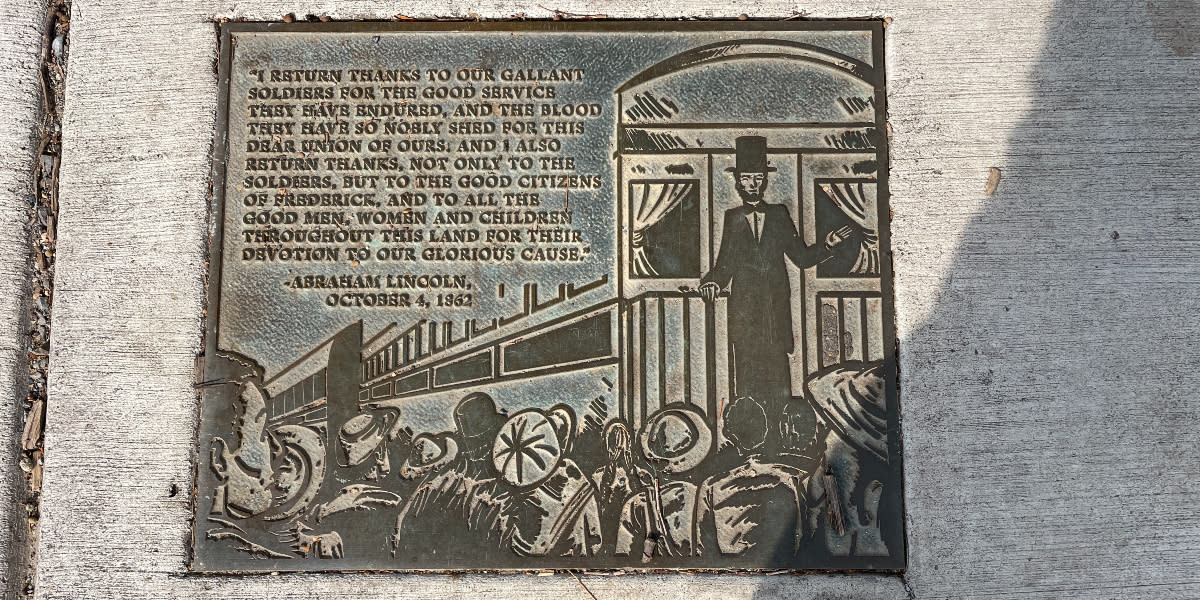 "I RETURN THANKS TO OUR GALLANT
SOLDIERS FOR THE GOOD SERVICE
THEY HAVE ENDURED, AND THE BLOOD
THEY HAVE SO NOBLY SHED FOR THIS
DEAR UNION OF OURS; AND I ALSO
RETURN THANKS, NOT ONLY TO THE
SOLDIERS, BUT TO THE GOOD CITIZENS
OF FREDERICK, AND TO ALL THE
GOOD MEN, WOMEN AND CHILDREN
THROUGHOUT THIS LAND FOR THEIR
DEVOTION TO OUR GLORIOUS CAUSE."
-ABRAHAM LINCOLN,
OCTOBER 4, 1862